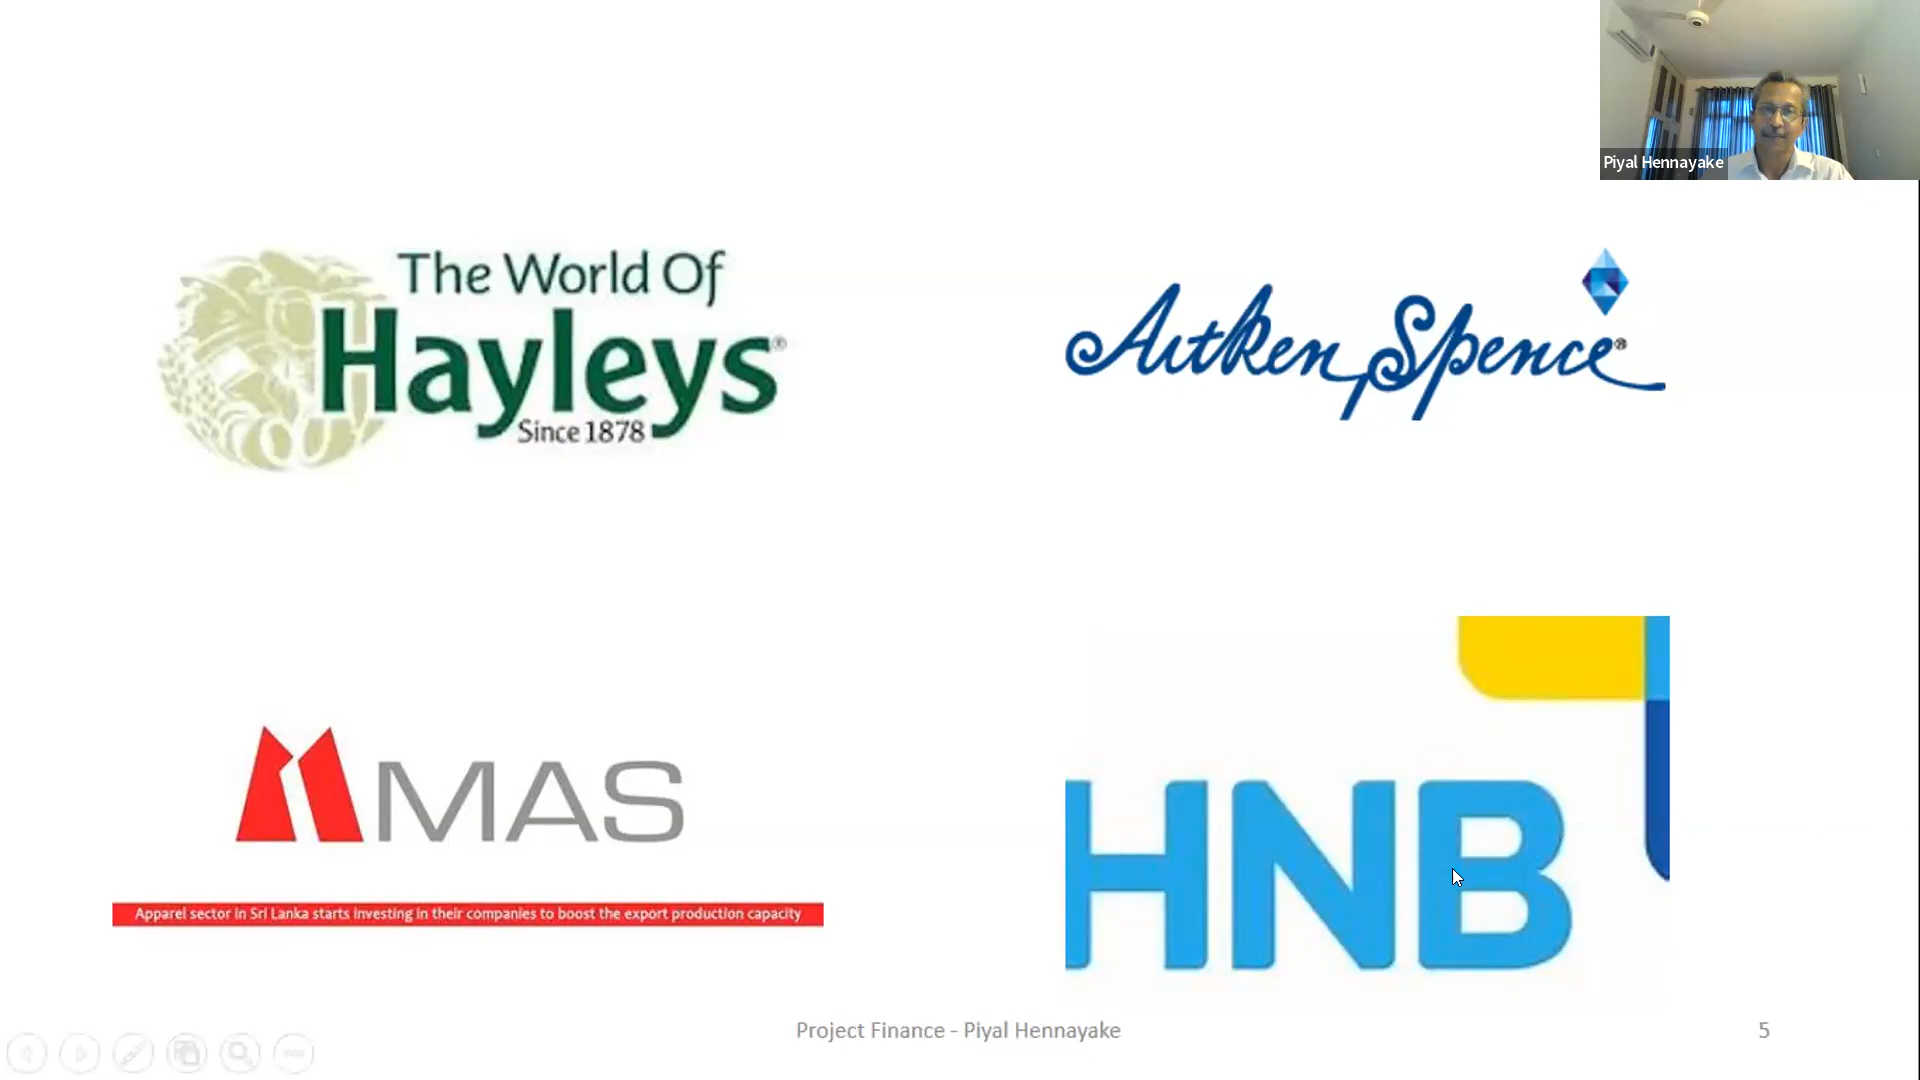 Piyal Hennayake
The World Of
Hayleys®
Since 1878
Aitken Spence®
MAS
Apparel sector in Sri Lanka starts investing in their companies to boost the export production capacity
HNB
Project Finance - Piyal Hennayake
5